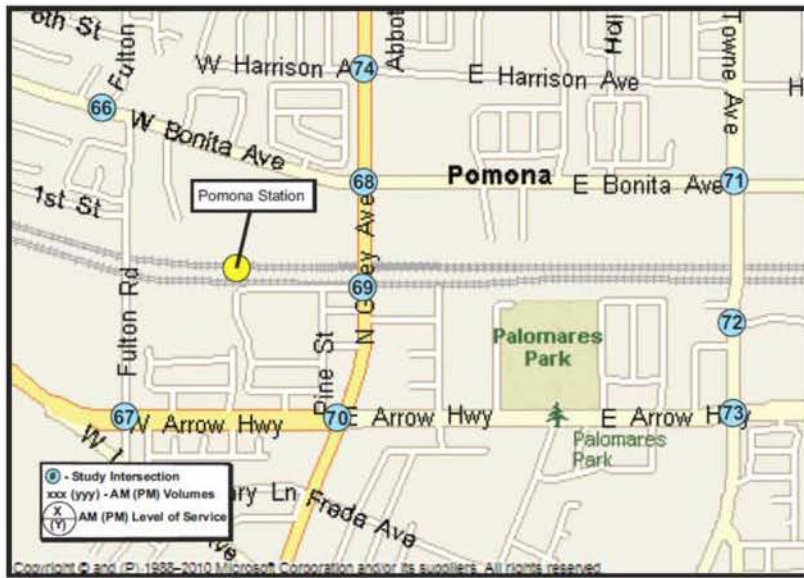 6th St
Fulton
74
Abbot
W Harrison A
E Harrison Ave
H
Towne Ave
66
W Bonita Ave
68
Pomona
E Bonita Ave
71
1st St
Pomona Station
69
72
Fulton Rd
Pine St
Palomares
Park
67
W Arrow Hwy
70
E Arrow Hwy
E Arrow Hwy
73
Palomares
Park
# - Study Intersection
xxx (yyy) - AM (PM) Volumes
X
(Y)
AM (PM) Level of Service
Freda Ave
Ave
Copyright © and (P) 1988–2010 Microsoft Corporation and/or its suppliers. All rights reserved.